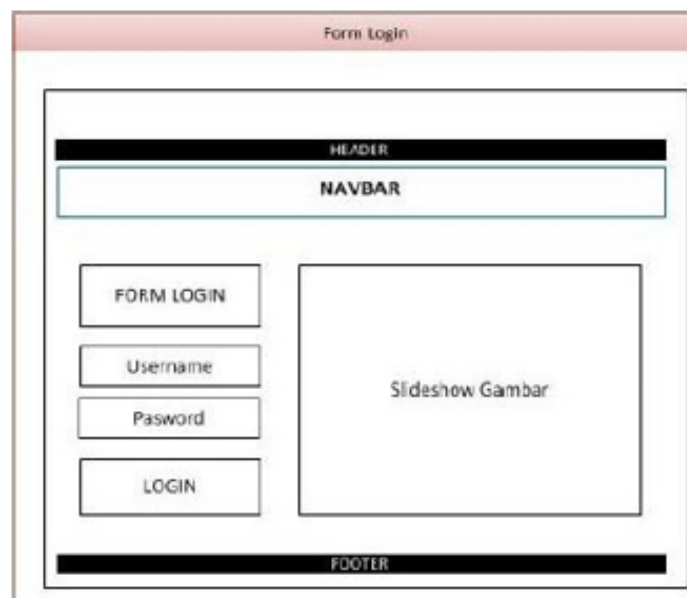 Form Login
HEADER
NAVBAR
FORM LOGIN
Username
Pasword
LOGIN
Slideshow Gambar
FOOTER